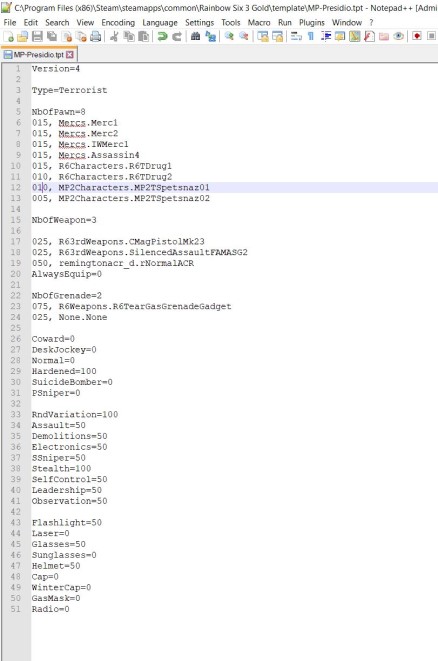 C:\Program Files (x86)\Steam\steamapps\common\Rainbow Six 3 Gold\template\MP-Presidio.tpt - Notepad++ [Admi
File Edit Search View Encoding Language Settings Tools Macro Run Plugins Window ?
MP-Presidio.tpt
1 Version=4
2
3 Type=Terrorist
4
5 NbOfPawn=8
6 015, Mercs.Merc1
7 015, Mercs.Merc2
8 015, Mercs.IWMerc1
9 015, Mercs.Assassin4
10 015, R6Characters.R6TDrug1
11 010, R6Characters.R6TDrug2
12 010, MP2Characters.MP2TSpetsnaz01
13 005, MP2Characters.MP2TSpetsnaz02
14
15 NbOfWeapon=3
16
17 025, R63rdWeapons.CMagPistolMk23
18 025, R63rdWeapons.SilencedAssaultFAMASG2
19 050, remingtonacr_d.rNormalACR
20 AlwaysEquip=0
21
22 NbOfGrenade=2
23 075, R6Weapons.R6TearGasGrenadeGadget
24 025, None.None
25
26 Coward=0
27 DeskJockey=0
28 Normal=0
29 Hardened=100
30 SuicideBomber=0
31 PSniper=0
32
33 RndVariation=100
34 Assault=50
35 Demolitions=50
36 Electronics=50
37 SSniper=50
38 Stealth=100
39 SelfControl=50
40 Leadership=50
41 Observation=50
42
43 Flashlight=50
44 Laser=0
45 Glasses=50
46 Sunglasses=0
47 Helmet=50
48 Cap=0
49 WinterCap=0
50 GasMask=0
51 Radio=0